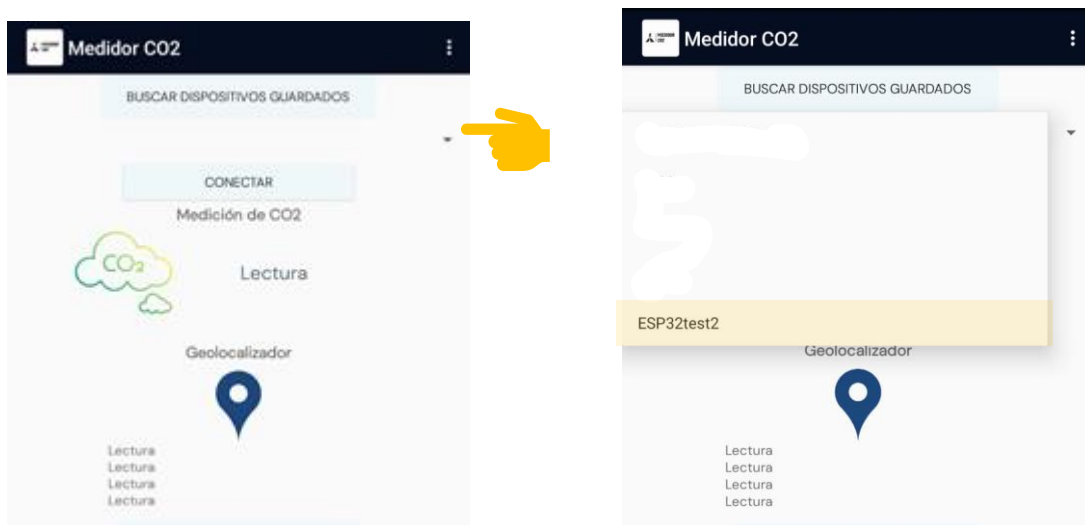 Medidor CO2
BUSCAR DISPOSITIVOS GUARDADOS
CONECTAR
Medición de CO2
CO2
Lectura
Geolocalizador
Lectura
Lectura
Lectura
Lectura
Medidor CO2
BUSCAR DISPOSITIVOS GUARDADOS
ESP32test2
Geolocalizador
Lectura
Lectura
Lectura
Lectura